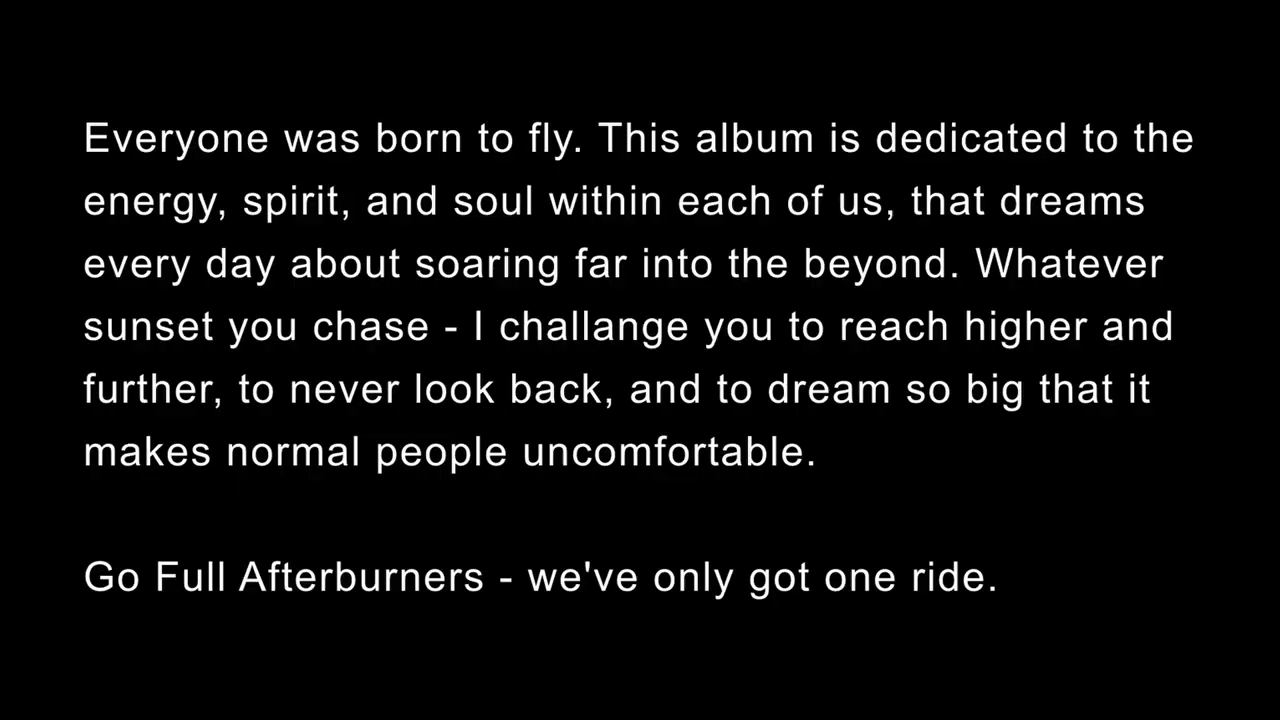 Everyone was born to fly. This album is dedicated to the
energy, spirit, and soul within each of us, that dreams
every day about soaring far into the beyond. Whatever
sunset you chase - I challange you to reach higher and
further, to never look back, and to dream so big that it
makes normal people uncomfortable.
Go Full Afterburners - we've only got one ride.